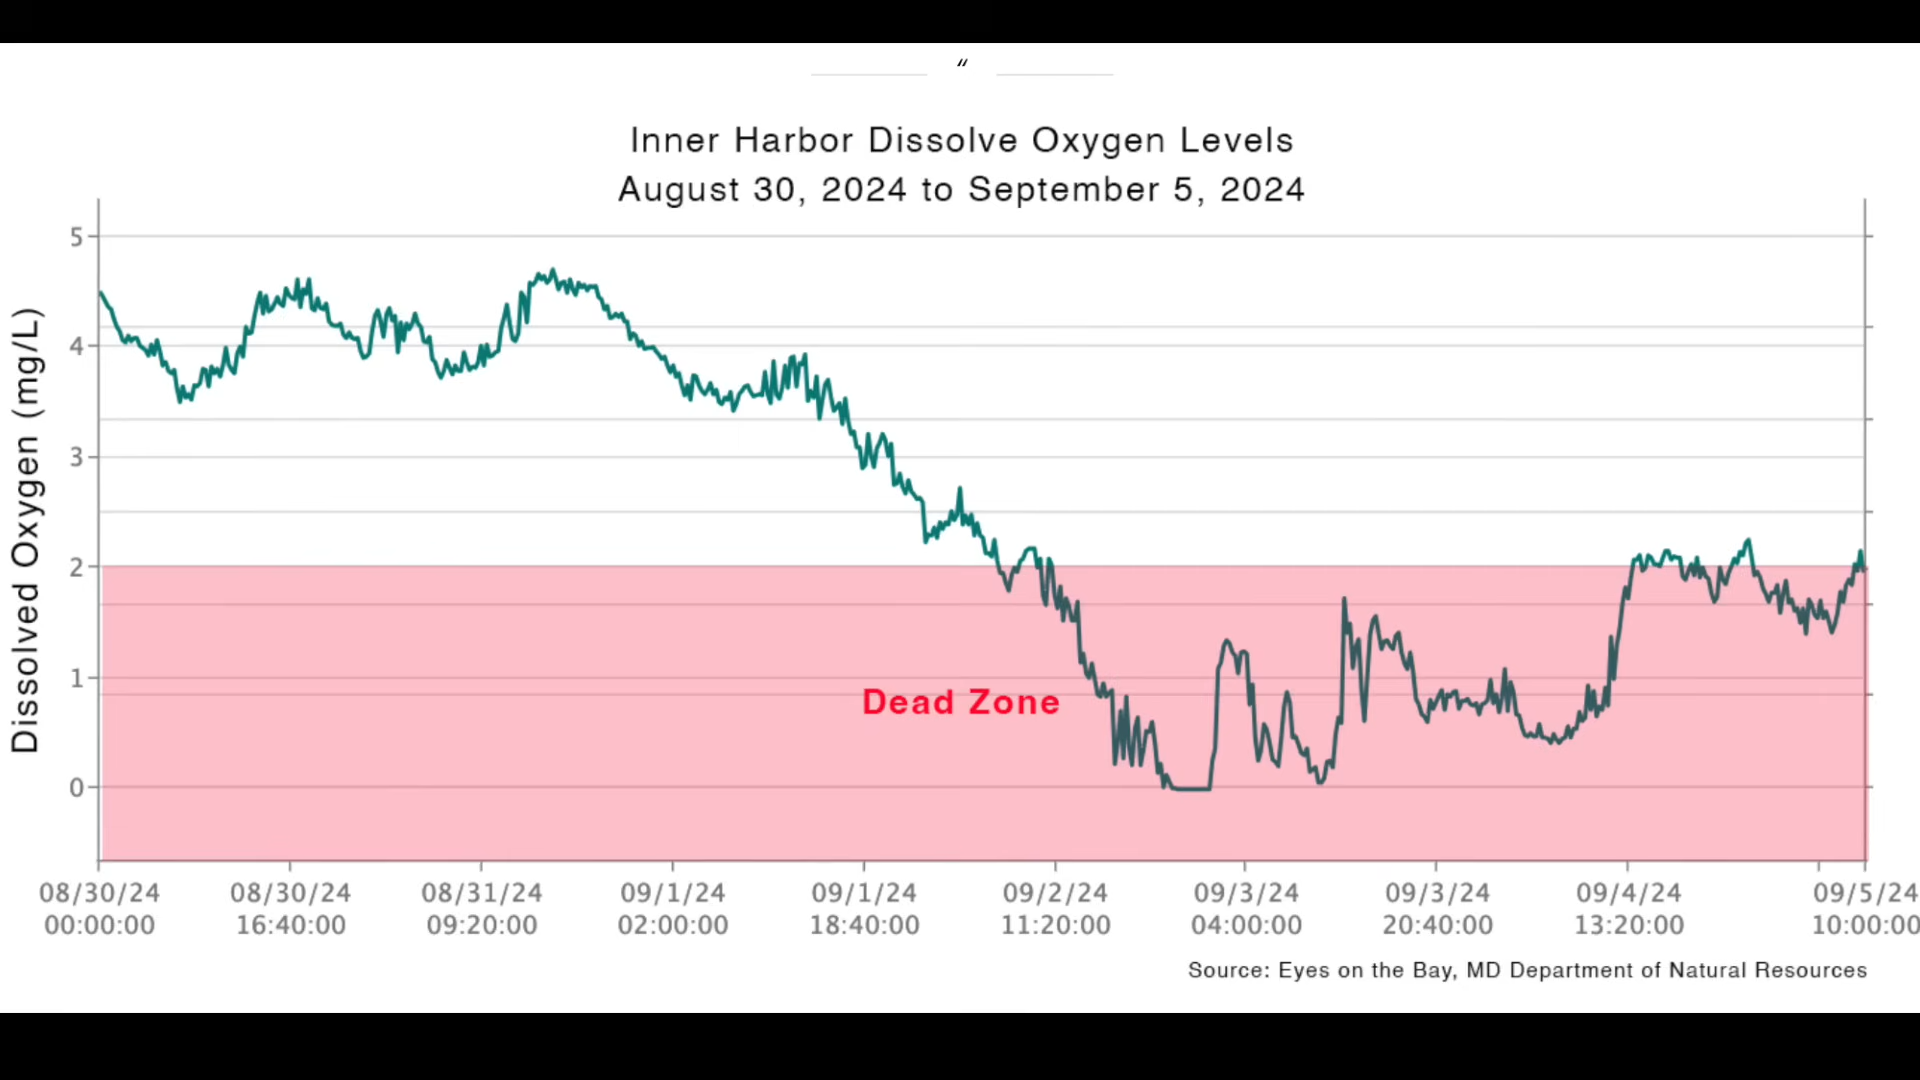 “
Inner Harbor Dissolve Oxygen Levels
August 30, 2024 to September 5, 2024
Dissolved Oxygen (mg/L)
5
4
3
2
1
0
Dead Zone
08/30/24 08/30/24 08/31/24 09/1/24 09/1/24 09/2/24 09/3/24 09/3/24 09/4/24 09/5/24
00:00:00 16:40:00 09:20:00 02:00:00 18:40:00 11:20:00 04:00:00 20:40:00 13:20:00 10:00:00
Source: Eyes on the Bay, MD Department of Natural Resources